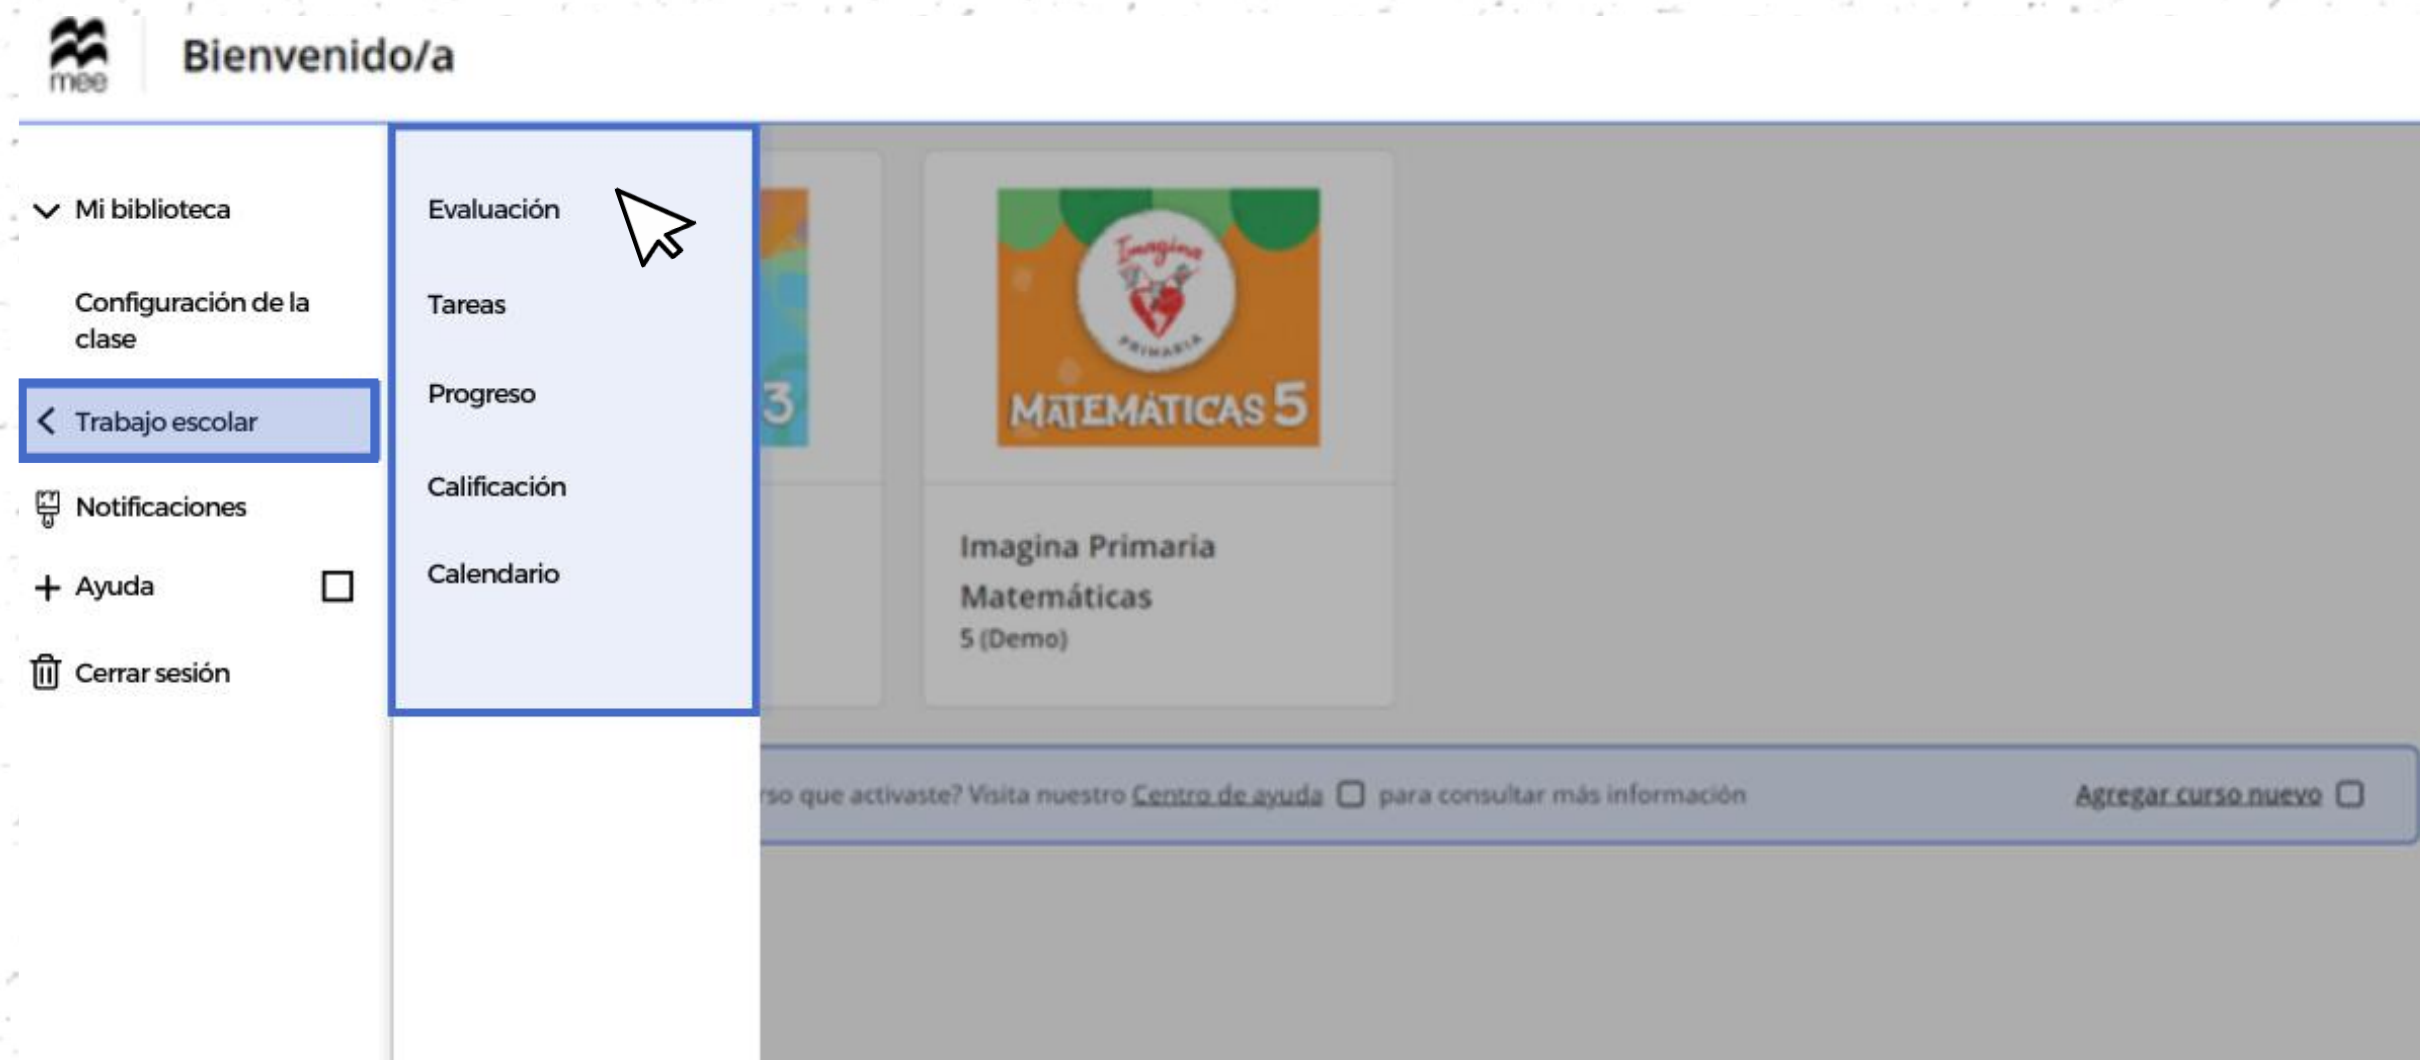 mee
Bienvenido/a
Mi biblioteca
Configuración de la
clase
Trabajo escolar
Notificaciones
Ayuda
Cerrar sesión
Evaluación
Tareas
Progreso
Calificación
Calendario
3
Imagina
PRIMARIA
MATEMÁTICAS 5
Imagina Primaria
Matemáticas
5 (Demo)
rso que activaste? Visita nuestro Centro de ayuda para consultar más información
Agregar curso nuevo